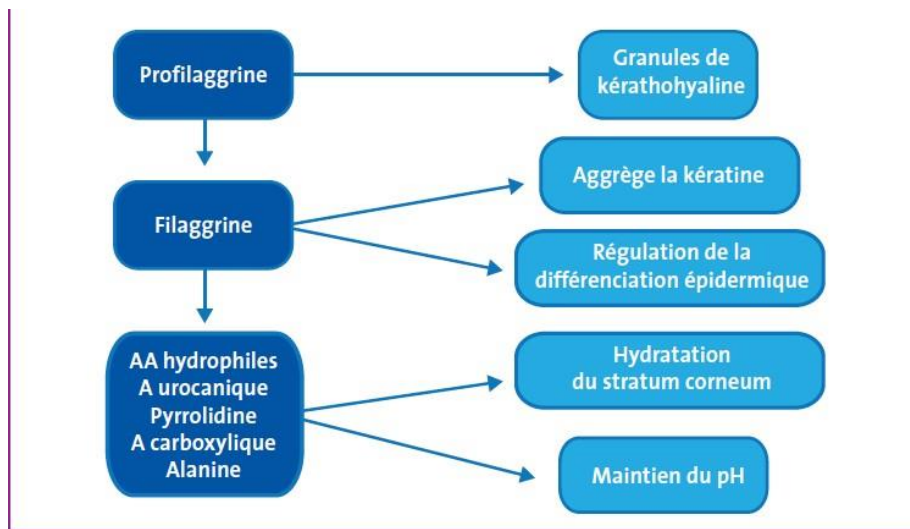 Profilaggrine
Granules de
kérathohyaline
Aggrège la kératine
Filaggrine
Régulation de la
différenciation épidermique
AA hydrophiles
A urocanique
Pyrrolidine
A carboxylique
Alanine
Hydratation
du stratum corneum
Maintien du pH